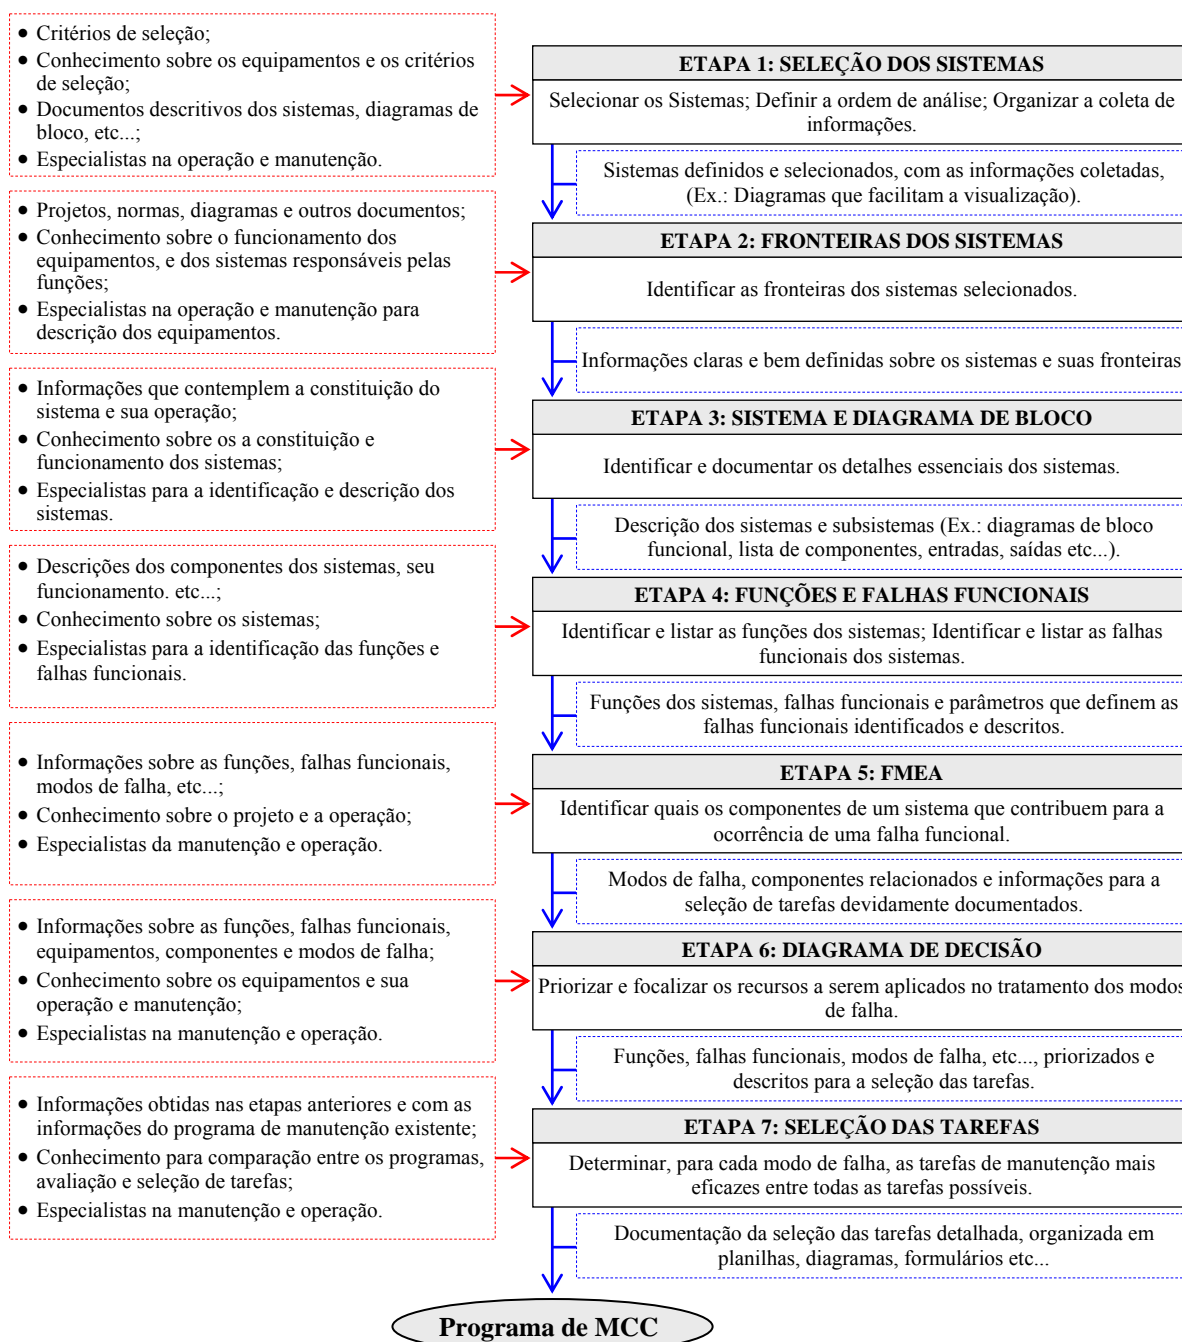 • Critérios de seleção;
• Conhecimento sobre os equipamentos e os critérios
de seleção;
• Documentos descritivos dos sistemas, diagramas de
bloco, etc...;
• Especialistas na operação e manutenção.
ETAPA 1: SELEÇÃO DOS SISTEMAS
Selecionar os Sistemas; Definir a ordem de análise; Organizar a coleta de
informações.
Sistemas definidos e selecionados, com as informações coletadas,
(Ex.: Diagramas que facilitam a visualização).
• Projetos, normas, diagramas e outros documentos;
• Conhecimento sobre o funcionamento dos
equipamentos, e dos sistemas responsáveis pelas
funções;
• Especialistas na operação e manutenção para
descrição dos equipamentos.
ETAPA 2: FRONTEIRAS DOS SISTEMAS
Identificar as fronteiras dos sistemas selecionados.
Informações claras e bem definidas sobre os sistemas e suas fronteiras
• Informações que contemplem a constituição do
sistema e sua operação;
• Conhecimento sobre os a constituição e
funcionamento dos sistemas;
• Especialistas para a identificação e descrição dos
sistemas.
ETAPA 3: SISTEMA E DIAGRAMA DE BLOCO
Identificar e documentar os detalhes essenciais dos sistemas.
Descrição dos sistemas e subsistemas (Ex.: diagramas de bloco
funcional, lista de componentes, entradas, saídas etc...).
• Descrições dos componentes dos sistemas, seu
funcionamento. etc...;
• Conhecimento sobre os sistemas;
• Especialistas para a identificação das funções e
falhas funcionais.
ETAPA 4: FUNÇÕES E FALHAS FUNCIONAIS
Identificar e listar as funções dos sistemas; Identificar e listar as falhas
funcionais dos sistemas.
Funções dos sistemas, falhas funcionais e parâmetros que definem as
falhas funcionais identificados e descritos.
• Informações sobre as funções, falhas funcionais,
modos de falha, etc...;
• Conhecimento sobre o projeto e a operação;
• Especialistas da manutenção e operação.
ETAPA 5: FMEA
Identificar quais os componentes de um sistema que contribuem para a
ocorrência de uma falha funcional.
Modos de falha, componentes relacionados e informações para a
seleção de tarefas devidamente documentados.
• Informações sobre as funções, falhas funcionais,
equipamentos, componentes e modos de falha;
• Conhecimento sobre os equipamentos e sua
operação e manutenção;
• Especialistas na manutenção e operação.
ETAPA 6: DIAGRAMA DE DECISÃO
Priorizar e focalizar os recursos a serem aplicados no tratamento dos modos
de falha.
Funções, falhas funcionais, modos de falha, etc..., priorizados e
descritos para a seleção das tarefas.
• Informações obtidas nas etapas anteriores e com as
informações do programa de manutenção existente;
• Conhecimento para comparação entre os programas,
avaliação e seleção de tarefas;
• Especialistas na manutenção e operação.
ETAPA 7: SELEÇÃO DAS TAREFAS
Determinar, para cada modo de falha, as tarefas de manutenção mais
eficazes entre todas as tarefas possíveis.
Documentação da seleção das tarefas detalhada, organizada em
planilhas, diagramas, formulários etc...
Programa de MCC